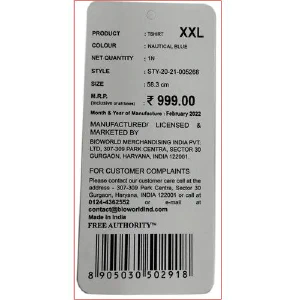 PRODUCT : TSHIRT XXL
COLOUR : NAUTICAL BLUE
NET QUANTITY : 1N
STYLE : STY-20-21-005268
SIZE : 58.3 cm
M.R.P. (Inclusive of all taxes) : ₹ 999.00
Month & Year of Manufacture : February 2022
MANUFACTURED/ LICENSED &
MARKETED BY
BIOWORLD MERCHANDISING INDIA PVT.
LTD, 307-309 PARK CENTRA, SECTOR 30
GURGAON, HARYANA, INDIA 122001.
FOR CUSTOMER COMPLAINTS
Please contact our customer care cell at the
address - 307-309 Park Centra, Sector 30
Gurgaon, Haryana, INDIA 122001 or call at
0124-4362552 or e-mail at
contact@bioworldind.com
Made in India
FREE AUTHORITY™
8 905030 502918